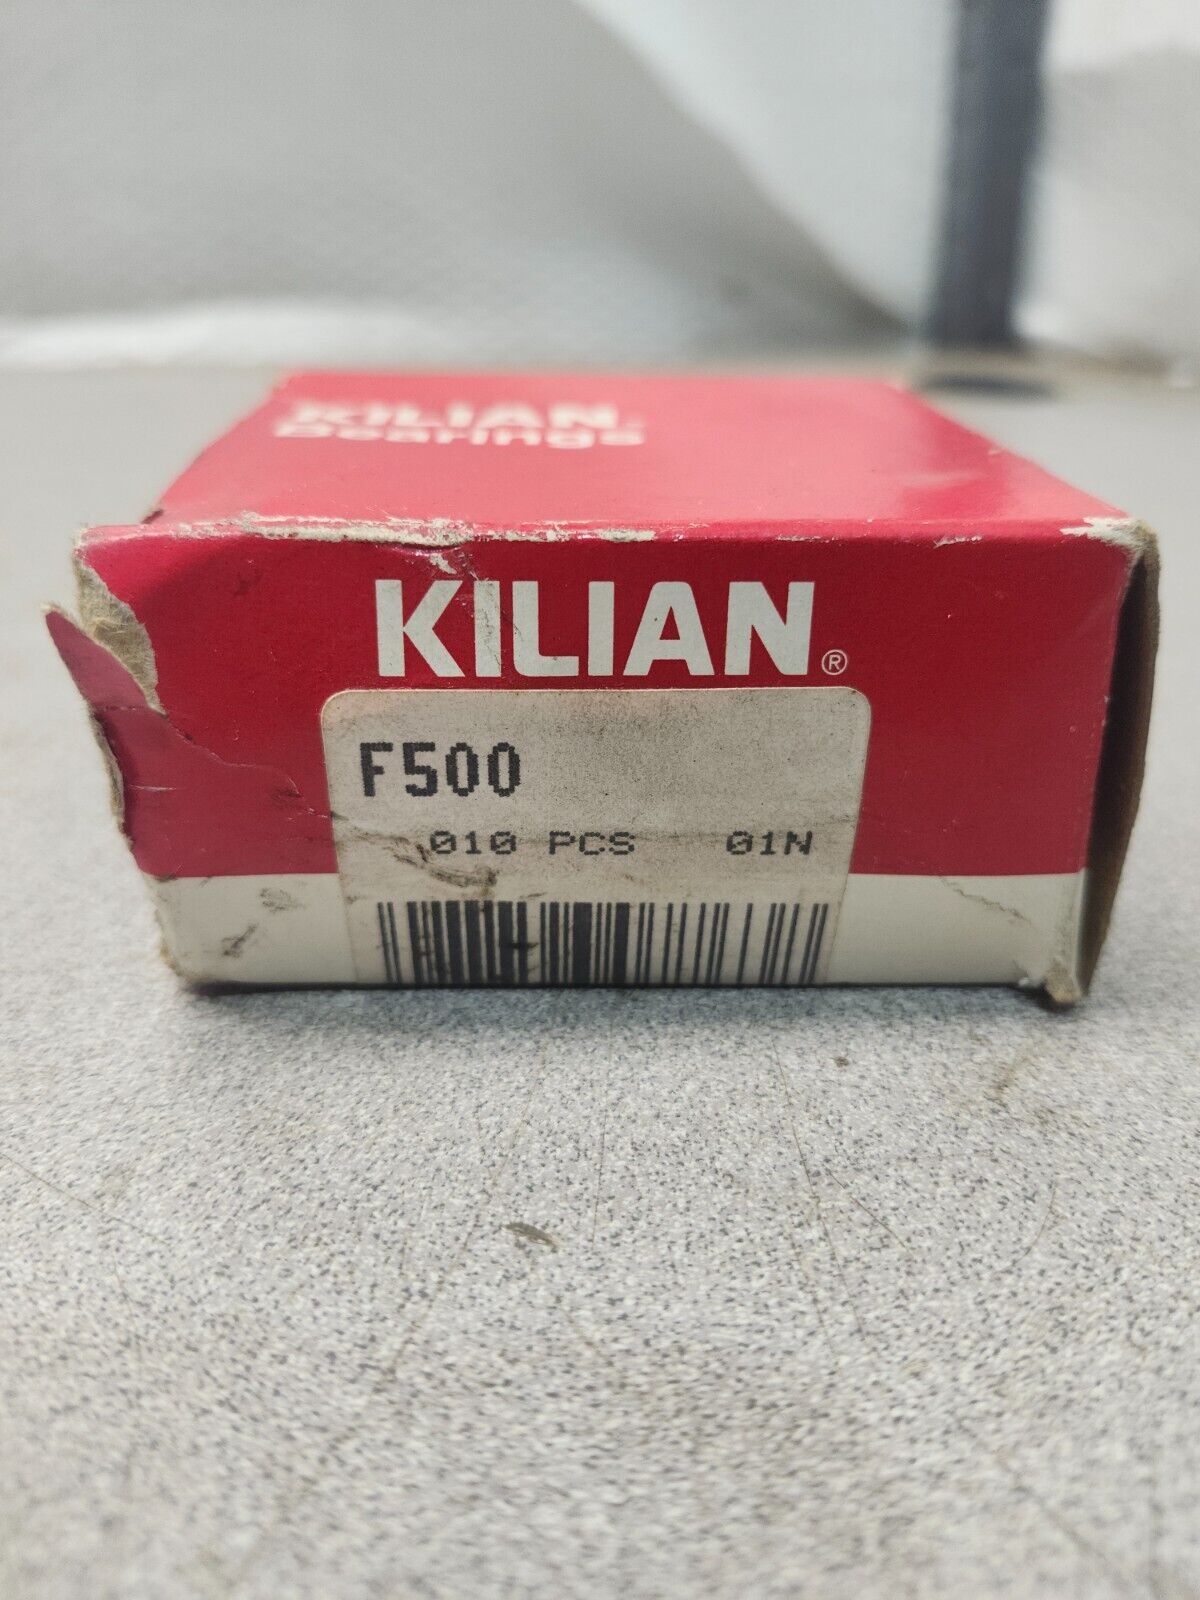 KILIAN
Bearings
KILIAN®
F500
010 PCS 01N